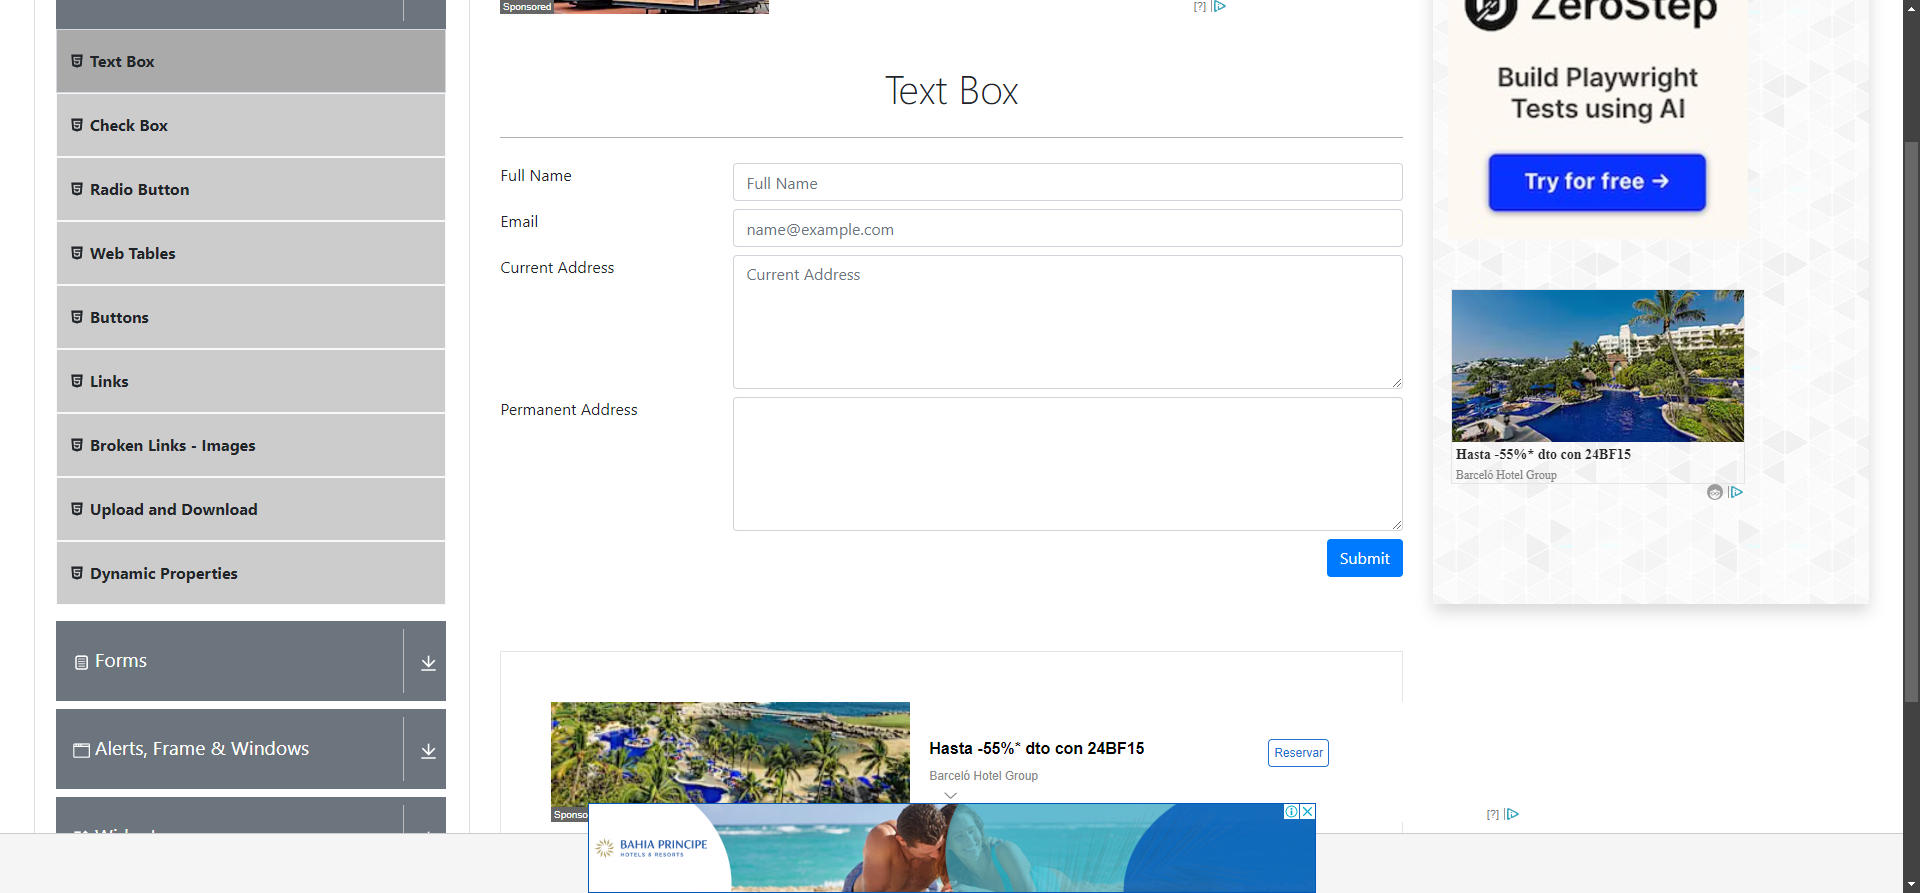 Text Box
Check Box
Radio Button
Web Tables
Buttons
Links
Broken Links - Images
Upload and Download
Dynamic Properties
Forms
Alerts, Frame & Windows
Sponsored
[?]
Text Box
Full Name
Full Name
Email
name@example.com
Current Address
Current Address
Permanent Address
Submit
Hasta -55%* dto con 24BF15
Barceló Hotel Group
Reservar
[?]
BAHIA PRINCIPE
HOTELS & RESORTS
ZeroStep
Build Playwright
Tests using AI
Try for free →
Hasta -55%* dto con 24BF15
Barceló Hotel Group